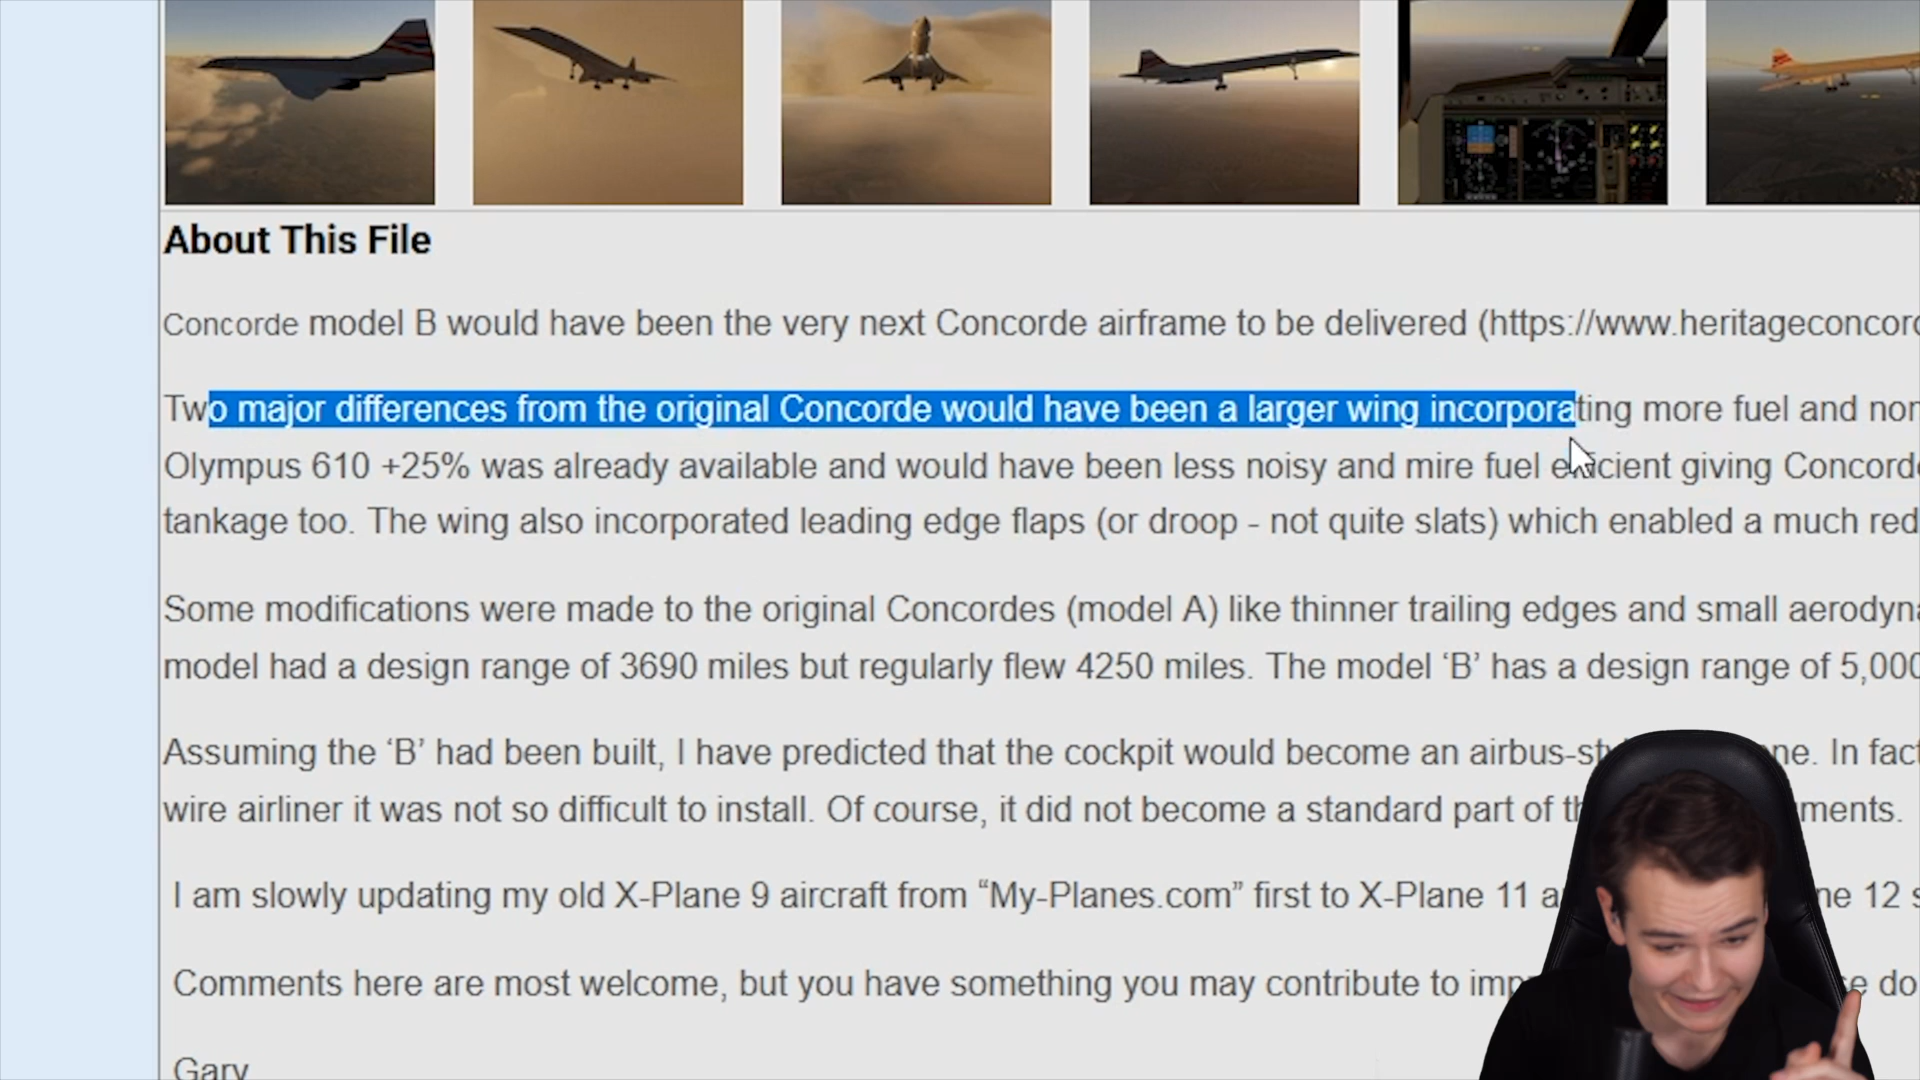 About This File
Concorde model B would have been the very next Concorde airframe to be delivered (https://www.heritageconcor
Two major differences from the original Concorde would have been a larger wing incorporating more fuel and
Olympus 610 +25% was already available and would have been less noisy and mire fuel efficient giving Concord
tankage too. The wing also incorporated leading edge flaps (or droop - not quite slats) which enabled a much red
Some modifications were made to the original Concordes (model A) like thinner trailing edges and small aerodyn
model had a design range of 3690 miles but regularly flew 4250 miles. The model ‘B’ has a design range of 5,000
Assuming the ‘B’ had been built, I have predicted that the cockpit would become an airbus-st ne. In fact
wire airliner it was not so difficult to install. Of course, it did not become a standard part of th ments.
I am slowly updating my old X-Plane 9 aircraft from “My-Planes.com” first to X-Plane 11 a ne 12 s
Comments here are most welcome, but you have something you may contribute to imp se do
Gary